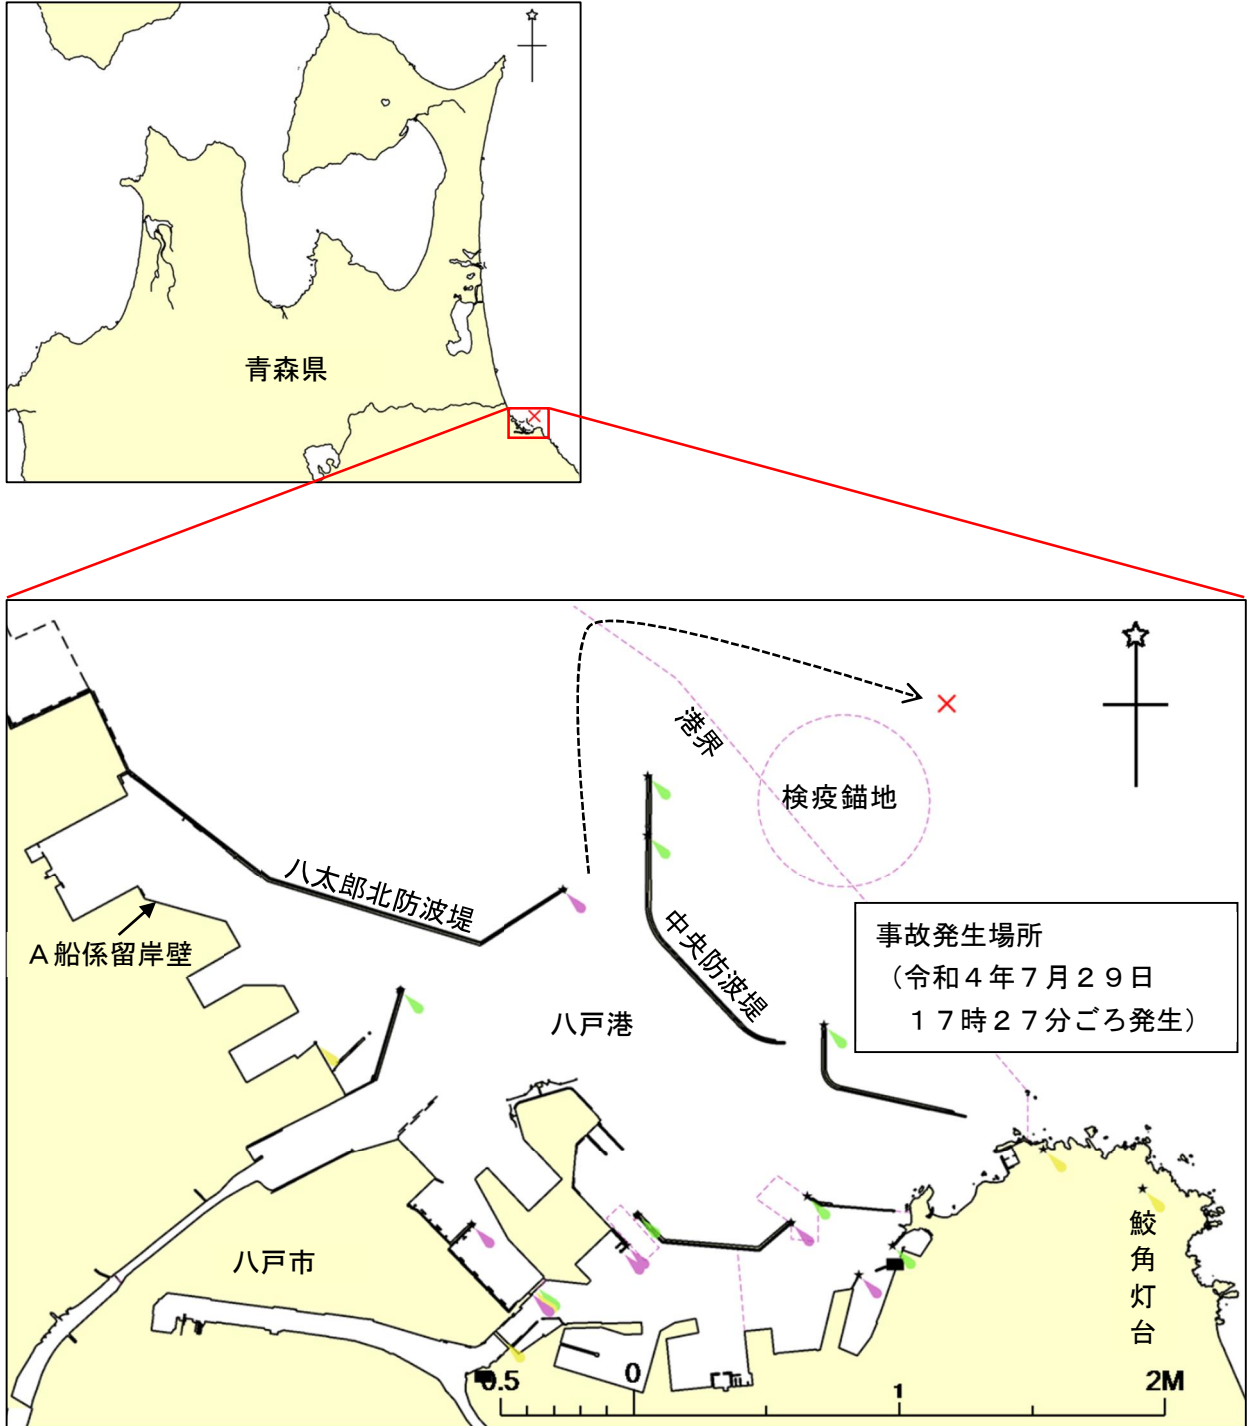 青森県
港界
検疫錨地
八太郎北防波堤
A船係留岸壁
中央防波堤
事故発生場所
（令和４年７月２９日
１７時２７分ごろ発生）
八戸港
八戸市
鮫角灯台
0.5
0
1
2M